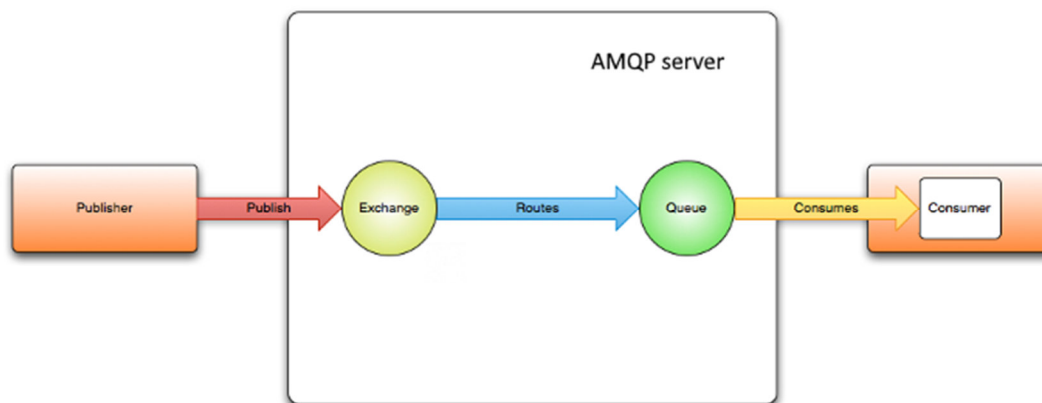 AMQP server
Publisher
Publish
Exchange
Routes
Queue
Consumes
Consumer